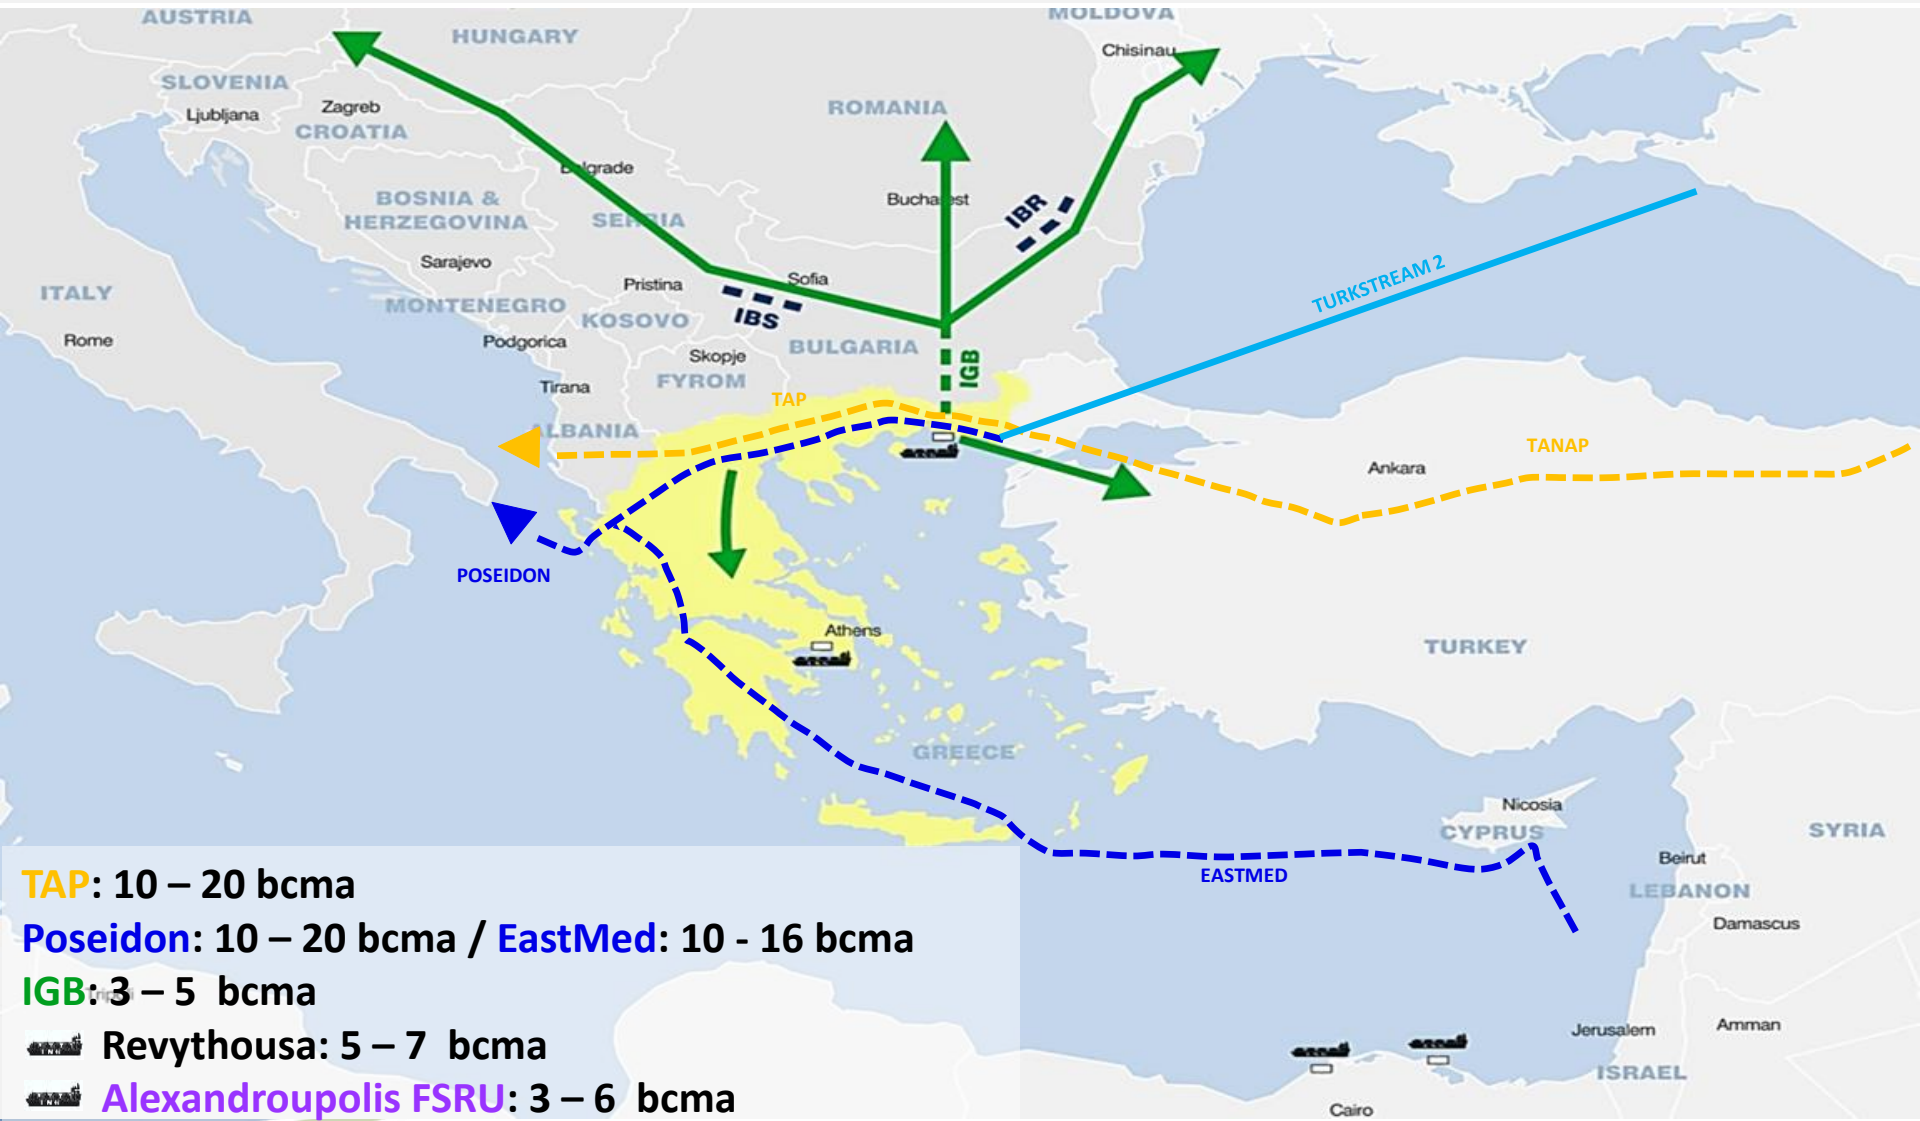 AUSTRIA
HUNGARY
MOLDOVA
Chisinau
SLOVENIA
Ljubljana
Zagreb
CROATIA
ROMANIA
Belgrade
BOSNIA &
HERZEGOVINA
SERBIA
Bucharest
IBR
Sarajevo
Pristina
Sofia
TURKSTREAM 2
ITALY
MONTENEGRO
KOSOVO
IBS
Rome
Podgorica
Skopje
BULGARIA
IGB
Tirana
FYROM
TAP
ALBANIA
TANAP
Ankara
POSEIDON
Athens
TURKEY
GREECE
Nicosia
CYPRUS
SYRIA
Beirut
EASTMED
LEBANON
Damascus
TAP: 10 – 20 bcma
Poseidon: 10 – 20 bcma / EastMed: 10 - 16 bcma
IGB: 3 – 5 bcma
Tripoli
Revythousa: 5 – 7 bcma
Alexandroupolis FSRU: 3 – 6 bcma
Jerusalem
Amman
ISRAEL
Cairo